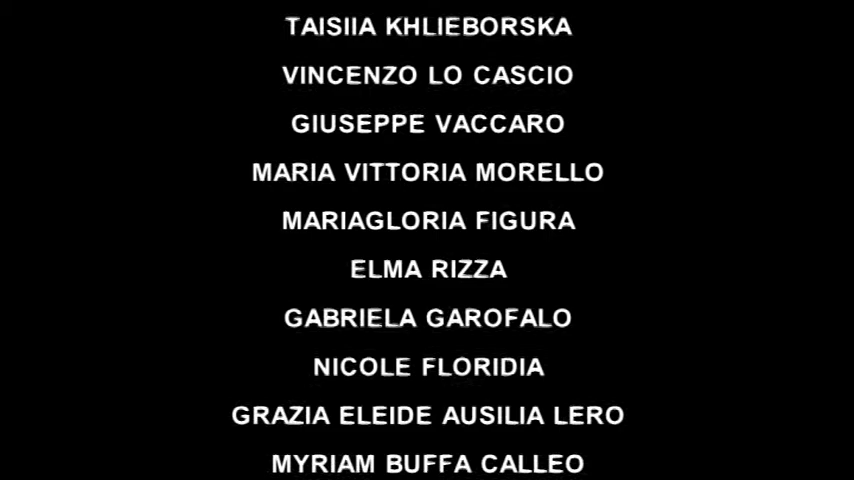 TAISIIA KHLIEBORSKA
VINCENZO LO CASCIO
GIUSEPPE VACCARO
MARIA VITTORIA MORELLO
MARIAGLORIA FIGURA
ELMA RIZZA
GABRIELA GAROFALO
NICOLE FLORIDIA
GRAZIA ELEIDE AUSILIA LERO
MYRIAM BUFFA CALLEO